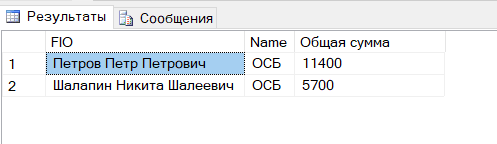 Результаты Сообщения
FIO Name Общая сумма
1 Петров Петр Петрович ОСБ 11400
2 Шалапин Никита Шалеевич ОСБ 5700